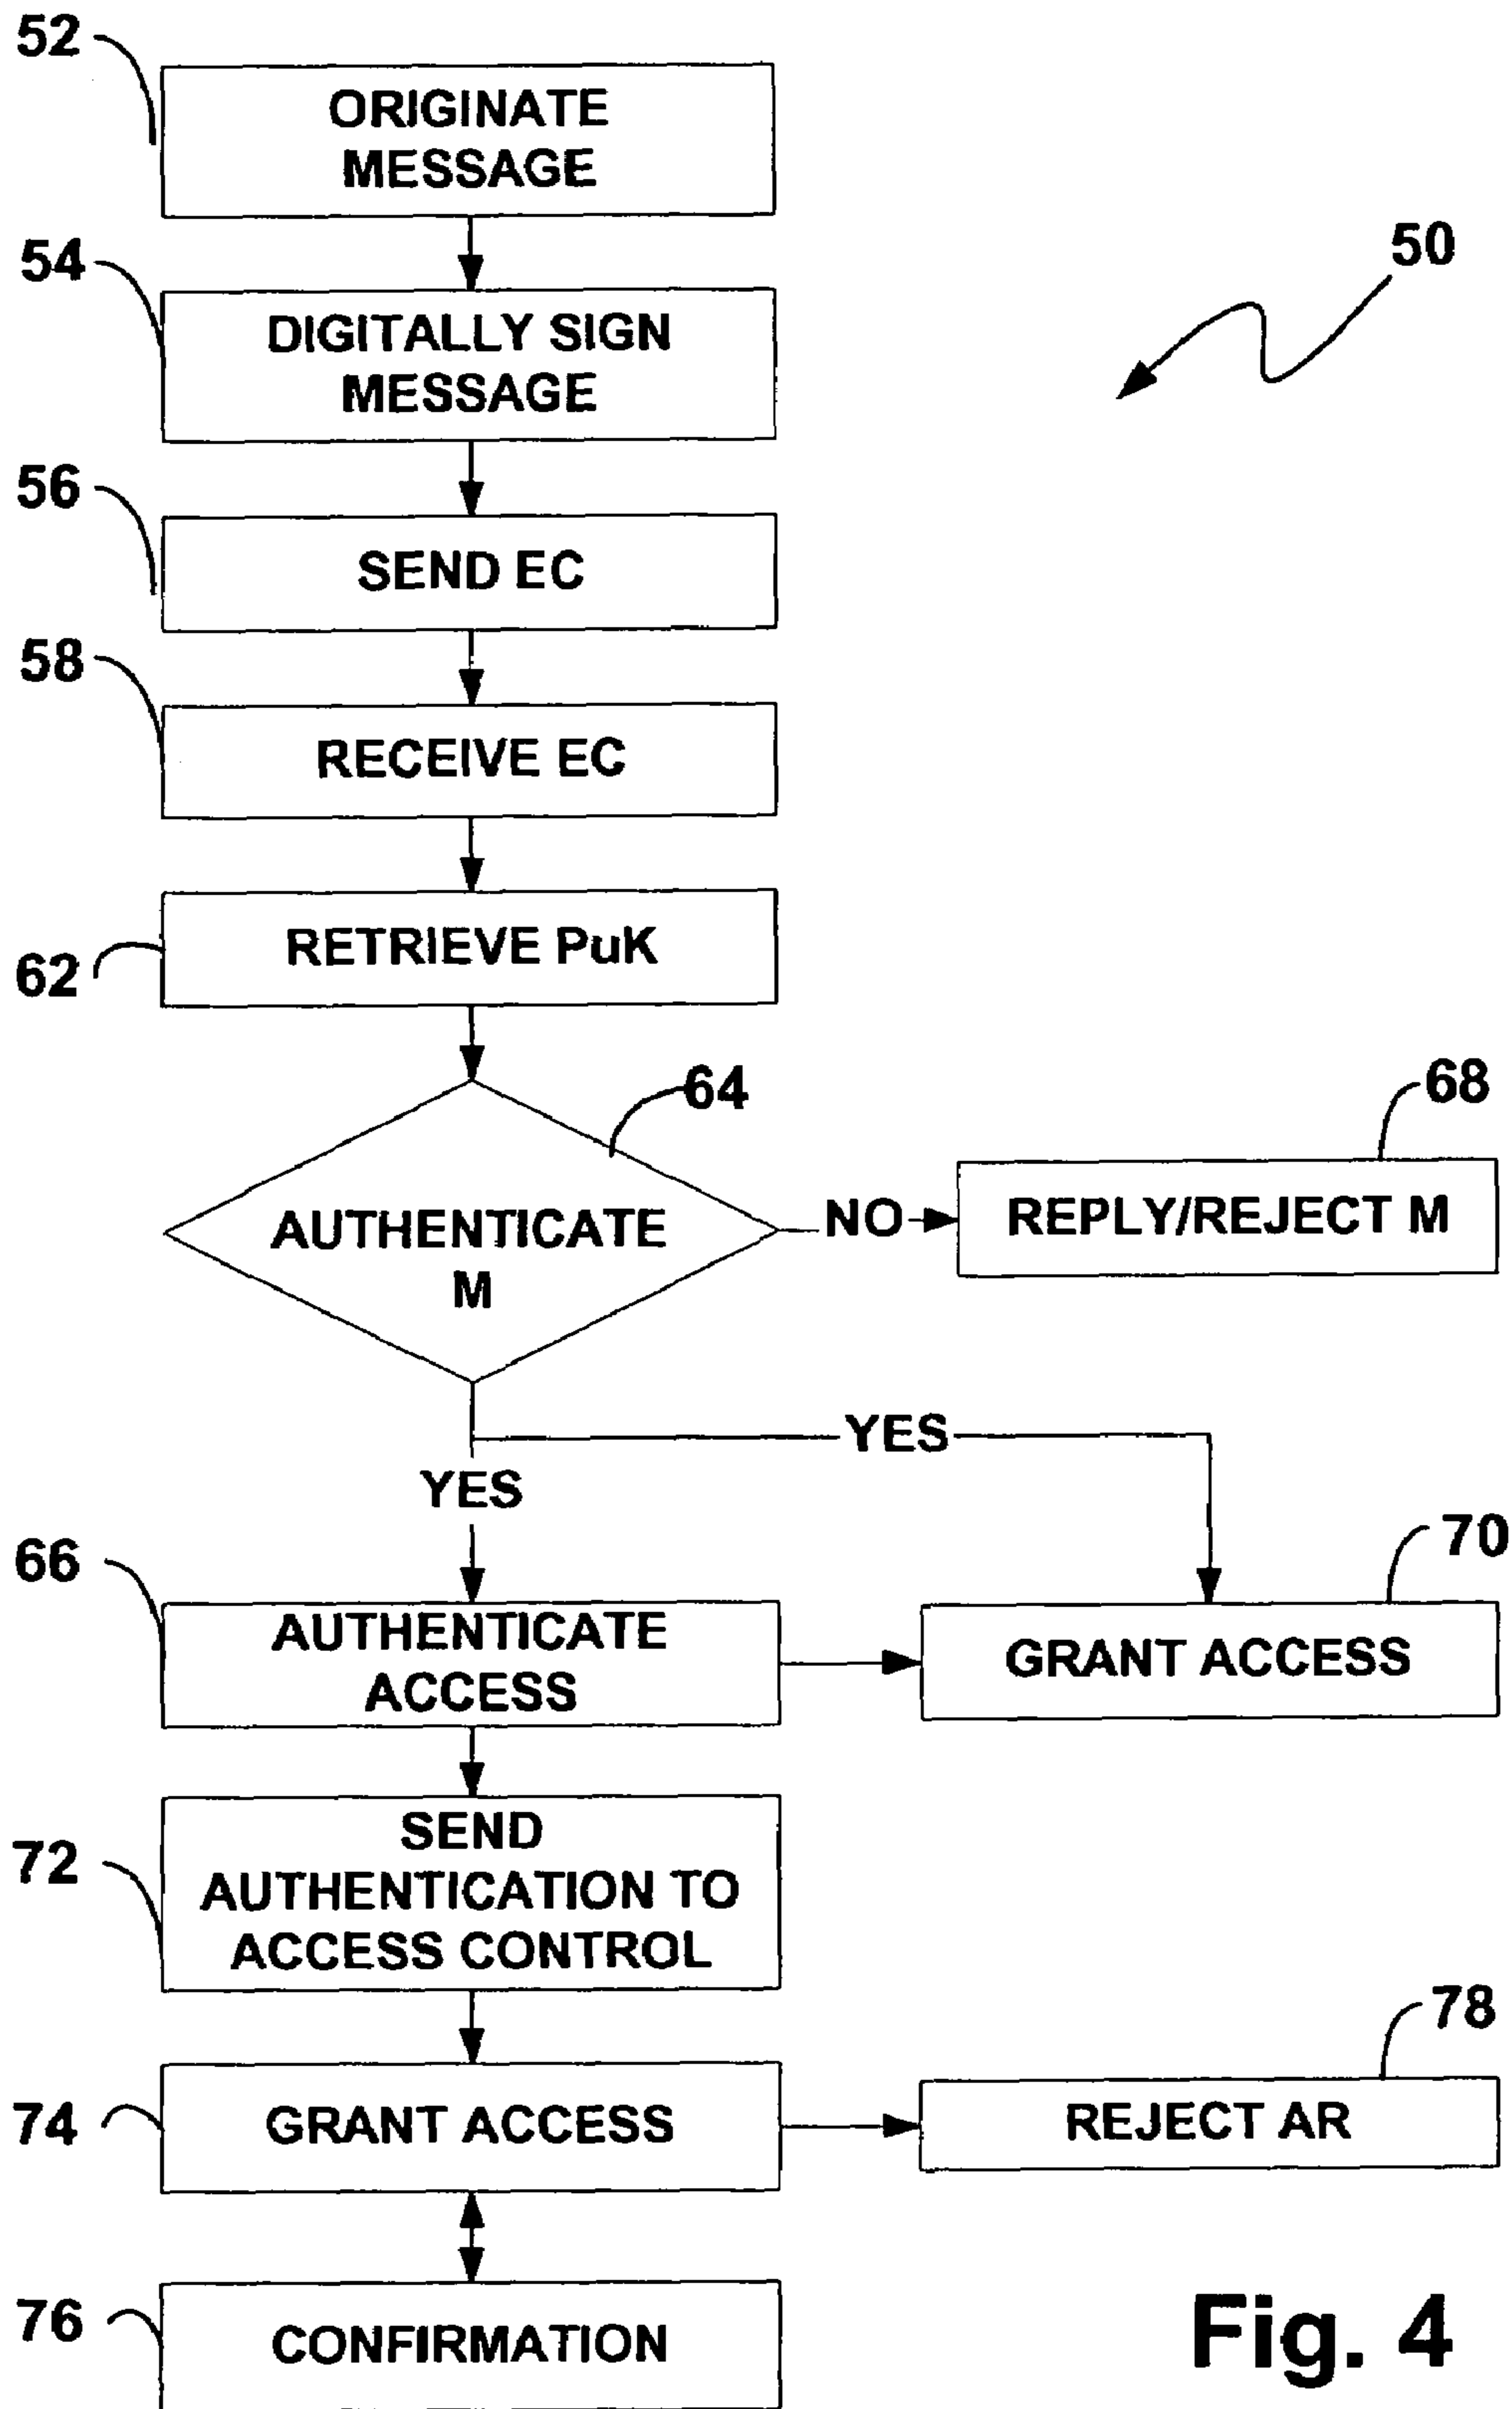 52
ORIGINATE
MESSAGE
50
54
DIGITALLY SIGN
MESSAGE
56
SEND EC
58
RECEIVE EC
62
RETRIEVE PuK
64
AUTHENTICATE
M
NO
68
REPLY/REJECT M
YES
YES
66
AUTHENTICATE
ACCESS
70
GRANT ACCESS
72
SEND
AUTHENTICATION TO
ACCESS CONTROL
74
GRANT ACCESS
78
REJECT AR
76
CONFIRMATION
Fig. 4